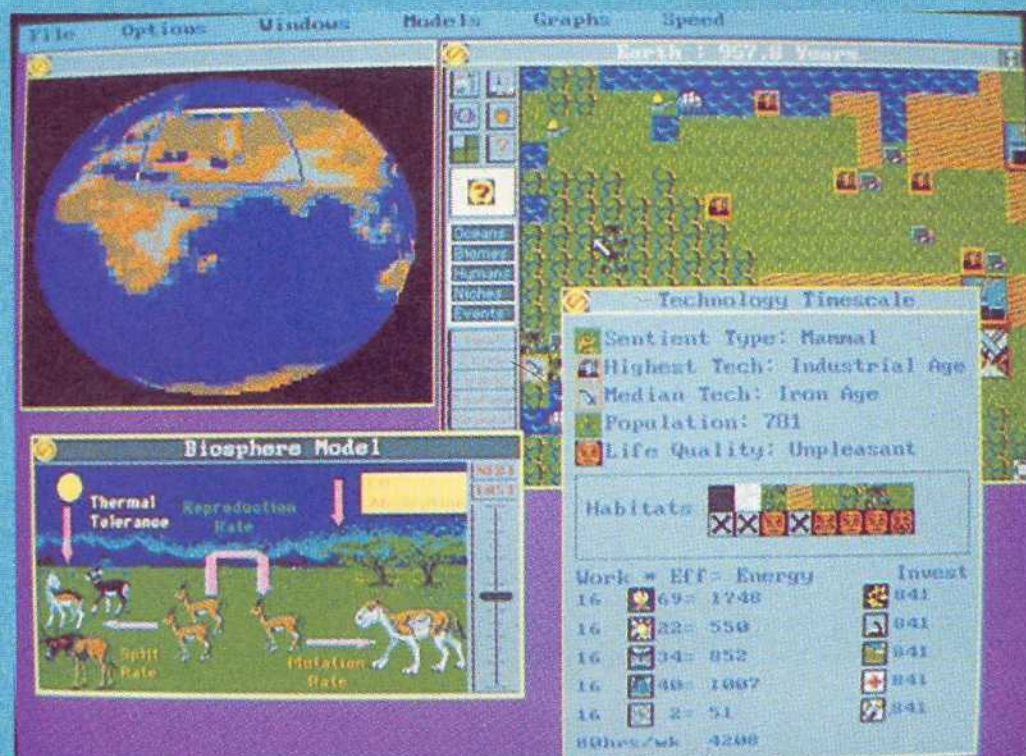 File Options Windows Models Graphs Speed
Earth : 957.8 Years
Oceans
Biomes
Humans
Niches
Events
Technology Timescale
Sentient Type: Mammal
Highest Tech: Industrial Age
Median Tech: Iron Age
Population: 781
Life Quality: Unpleasant
Habitats
Work * Eff= Energy Invest
16 69= 1748 841
16 22= 550 841
16 34= 852 841
16 40= 1007 841
16 2= 51 841
80hrs/wk 4208
Biosphere Model
Thermal
Tolerance
Reproduction
Rate
Split
Rate
Mutation
Rate